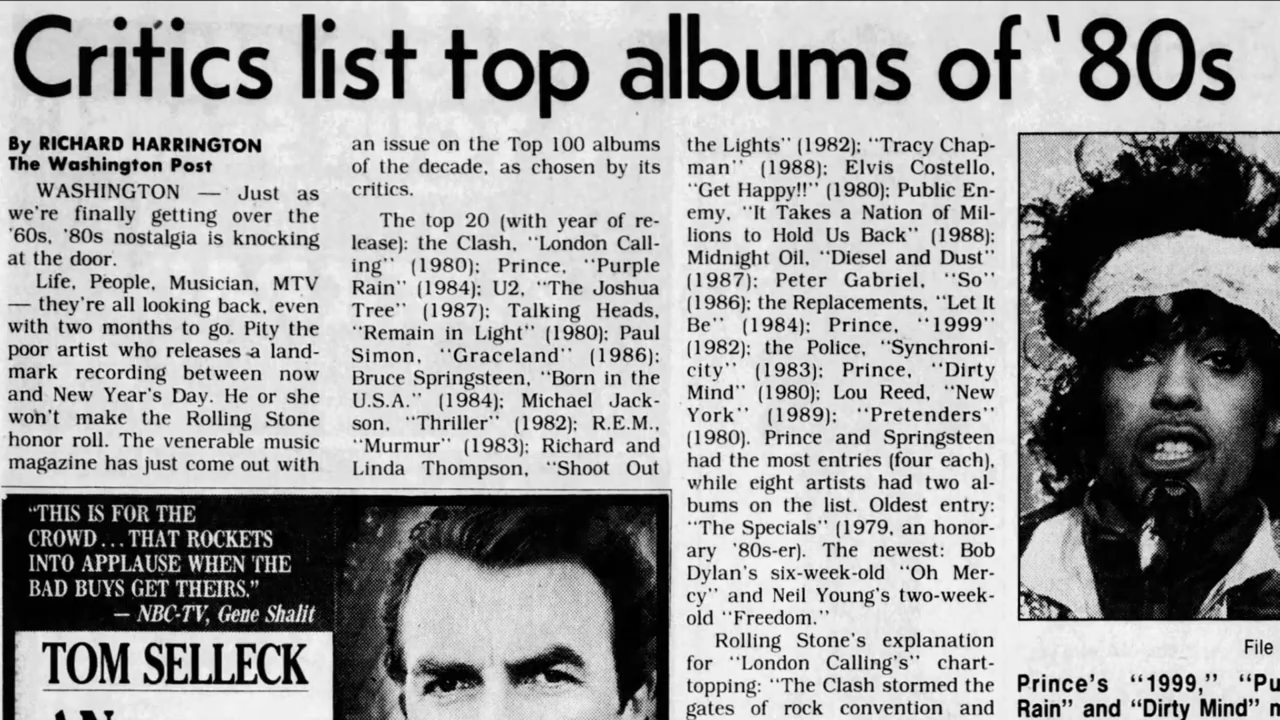 Critics list top albums of '80s
By RICHARD HARRINGTON
The Washington Post
WASHINGTON — Just as
we're finally getting over the
'60s, '80s nostalgia is knocking
at the door.
Life, People, Musician, MTV
— they're all looking back, even
with two months to go. Pity the
poor artist who releases a land-
mark recording between now
and New Year's Day. He or she
won't make the Rolling Stone
honor roll. The venerable music
magazine has just come out with
an issue on the Top 100 albums
of the decade, as chosen by its
critics.
The top 20 (with year of re-
lease): the Clash, "London Call-
ing" (1980); Prince, "Purple
Rain" (1984); U2, "The Joshua
Tree" (1987); Talking Heads,
"Remain in Light" (1980); Paul
Simon, "Graceland" (1986);
Bruce Springsteen, "Born in the
U.S.A." (1984); Michael Jack-
son, "Thriller" (1982); R.E.M.,
"Murmur" (1983); Richard and
Linda Thompson, "Shoot Out
the Lights" (1982); "Tracy Chap-
man" (1988); Elvis Costello,
"Get Happy!!" (1980); Public En-
emy, "It Takes a Nation of Mil-
lions to Hold Us Back" (1988);
Midnight Oil, "Diesel and Dust"
(1987); Peter Gabriel, "So"
(1986); the Replacements, "Let It
Be" (1984); Prince, "1999"
(1982); the Police, "Synchroni-
city" (1983); Prince, "Dirty
Mind" (1980); Lou Reed, "New
York" (1989); "Pretenders"
(1980). Prince and Springsteen
had the most entries (four each),
while eight artists had two al-
bums on the list. Oldest entry:
"The Specials" (1979, an honor-
ary '80s-er). The newest: Bob
Dylan's six-week-old "Oh Mer-
cy" and Neil Young's two-week-
old "Freedom."
Rolling Stone's explanation
for "London Calling's" chart-
topping: "The Clash stormed the
gates of rock convention and
File
Prince's "1999," "Pu
Rain" and "Dirty Mind" n
"THIS IS FOR THE
CROWD...THAT ROCKETS
INTO APPLAUSE WHEN THE
BAD BUYS GET THEIRS."
— NBC-TV, Gene Shalit
TOM SELLECK
AN